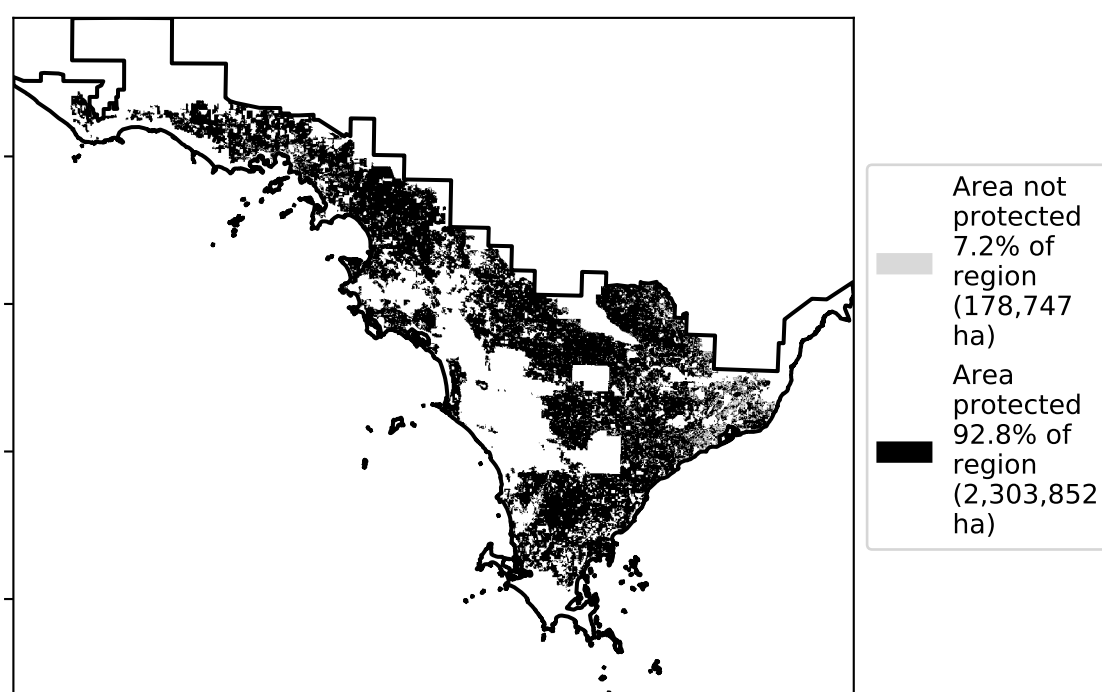 Area not
protected
7.2% of
region
(178,747
ha)
Area
protected
92.8% of
region
(2,303,852
ha)